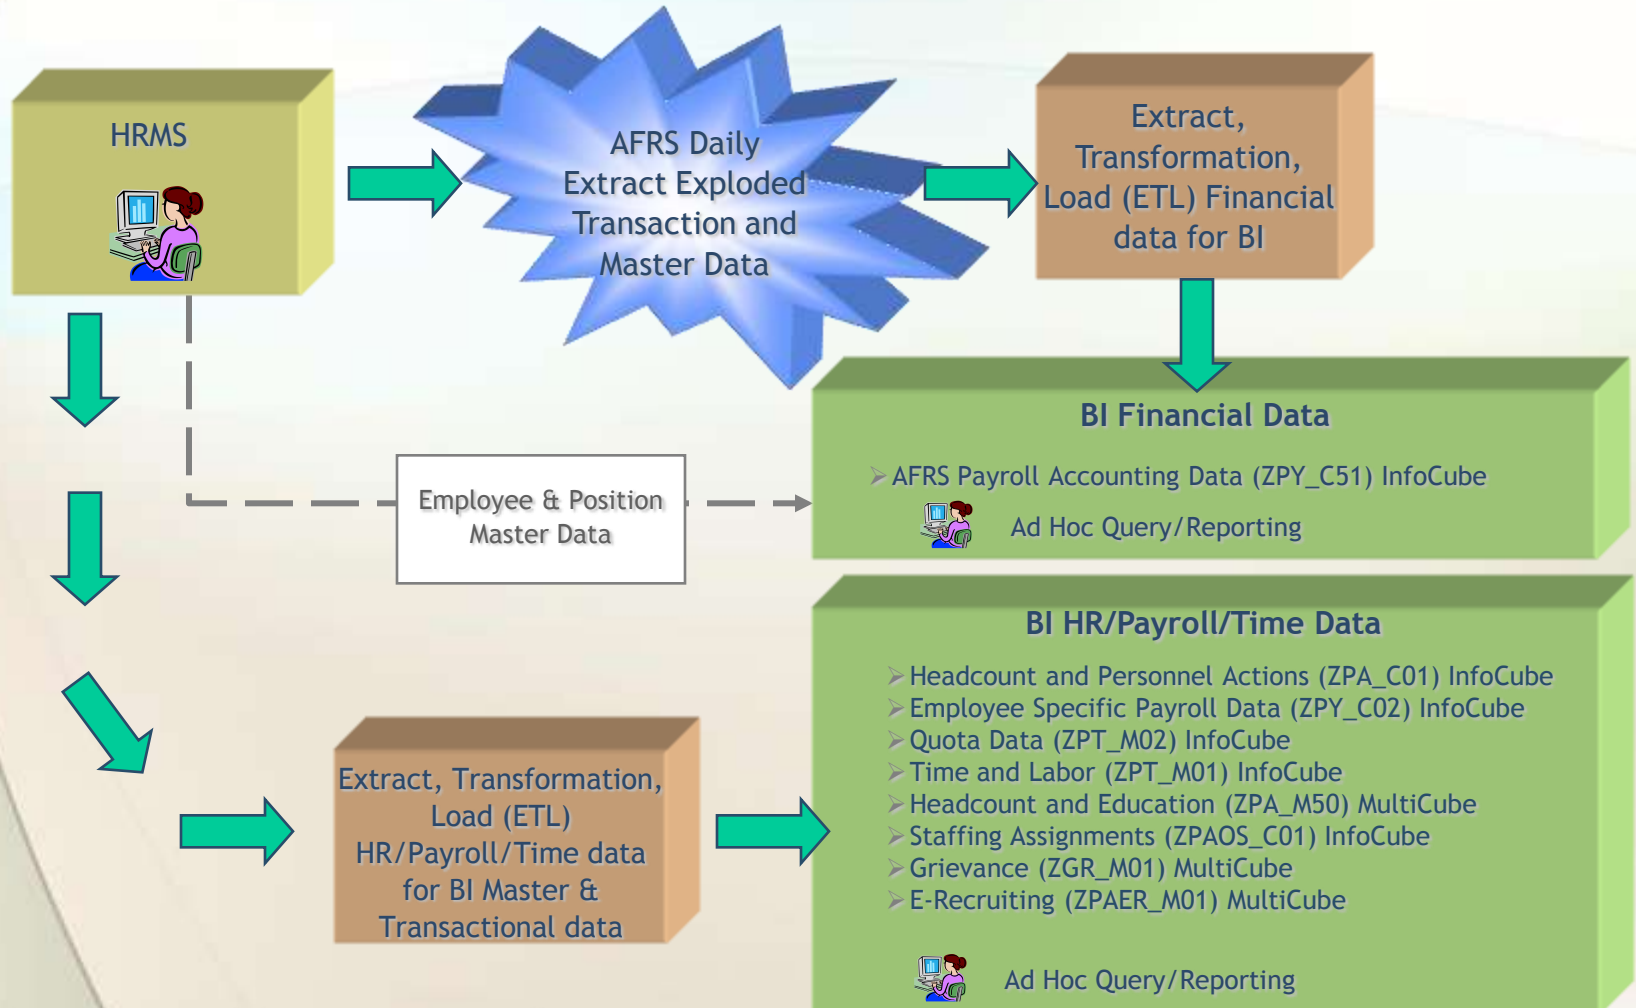 HRMS
AFRS Daily
Extract Exploded
Transaction and
Master Data
Extract,
Transformation,
Load (ETL) Financial
data for BI
BI Financial Data
AFRS Payroll Accounting Data (ZPY_C51) InfoCube
Ad Hoc Query/Reporting
Employee & Position
Master Data
Extract, Transformation,
Load (ETL)
HR/Payroll/Time data
for BI Master &
Transactional data
BI HR/Payroll/Time Data
Headcount and Personnel Actions (ZPA_C01) InfoCube
Employee Specific Payroll Data (ZPY_C02) InfoCube
Quota Data (ZPT_M02) InfoCube
Time and Labor (ZPT_M01) InfoCube
Headcount and Education (ZPA_M50) MultiCube
Staffing Assignments (ZPAOS_C01) InfoCube
Grievance (ZGR_M01) MultiCube
E-Recruiting (ZPAER_M01) MultiCube
Ad Hoc Query/Reporting